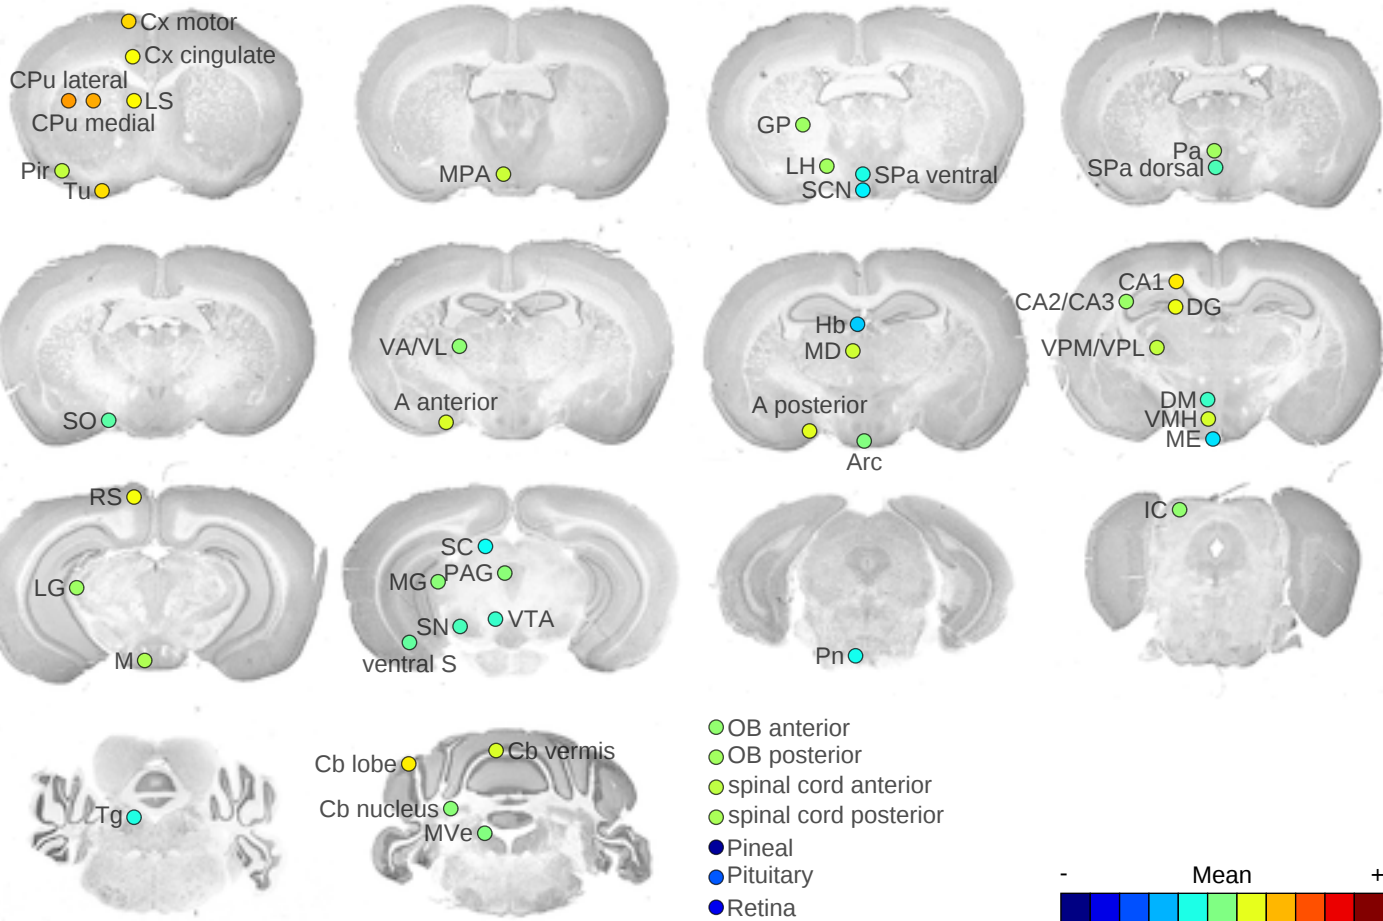 Cx motor
Cx cingulate
CPu lateral
LS
CPu medial
Pir
Tu
MPA
GP
LH
SPa ventral
SCN
Pa
SPa dorsal
SO
VA/VL
A anterior
Hb
MD
A posterior
Arc
CA1
CA2/CA3
DG
VPM/VPL
DM
VMH
ME
RS
LG
M
SC
MG
PAG
SN
VTA
ventral S
Pn
IC
Tg
Cb lobe
Cb vermis
Cb nucleus
MVe
OB anterior
OB posterior
spinal cord anterior
spinal cord posterior
Pineal
Pituitary
Retina
- Mean +